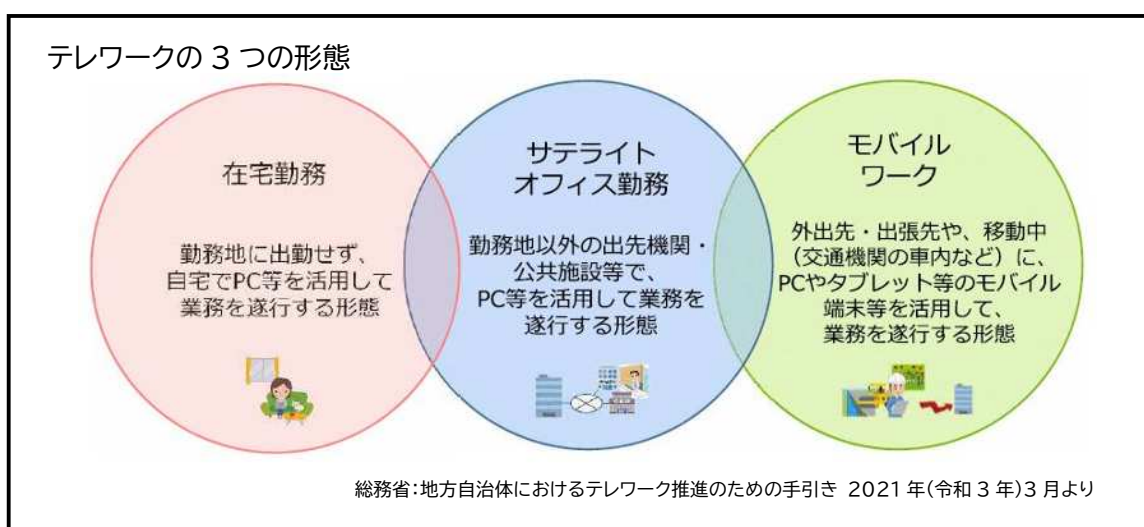 テレワークの 3 つの形態
在宅勤務
勤務地に出勤せず、
自宅でPC等を活用して
業務を遂行する形態
サテライト
オフィス勤務
勤務地以外の出先機関・
公共施設等で、
PC等を活用して業務を
遂行する形態
モバイル
ワーク
外出先・出張先や、移動中
（交通機関の車内など）に、
PCやタブレット等のモバイル
端末等を活用して、
業務を遂行する形態
総務省：地方自治体におけるテレワーク推進のための手引き 2021 年(令和 3 年)3 月より